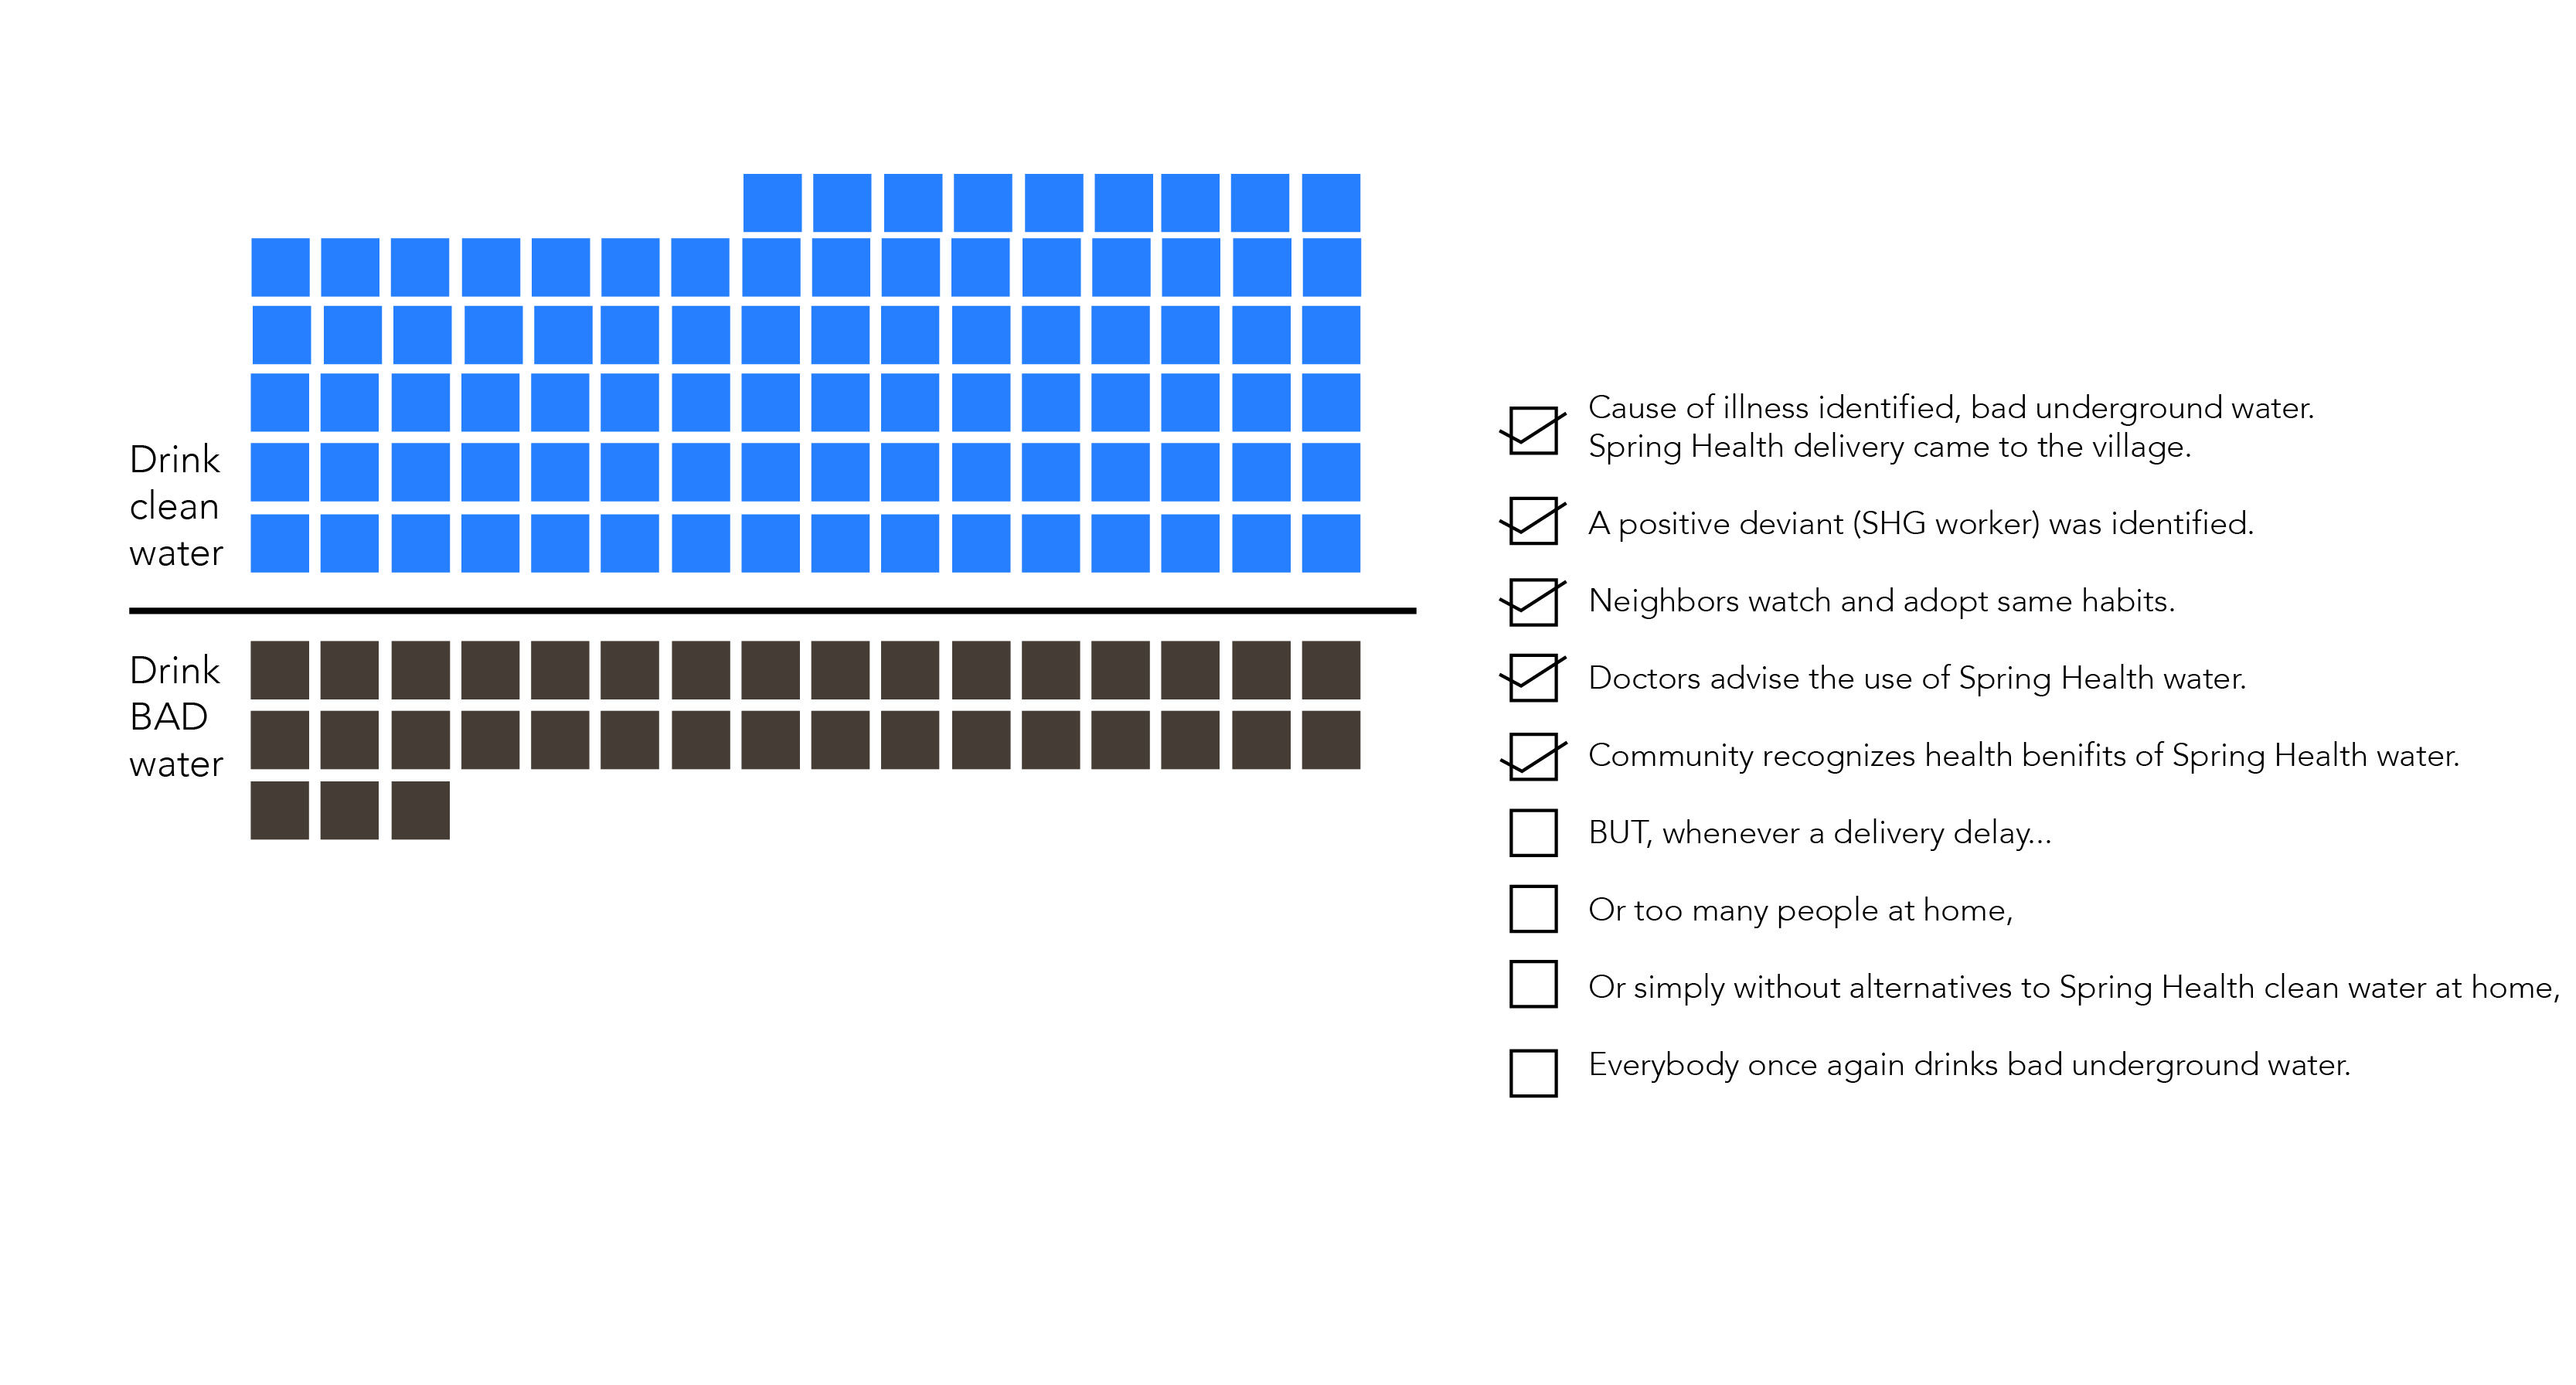 Drink
clean
water
Drink
BAD
water
Cause of illness identified, bad underground water.
Spring Health delivery came to the village.
A positive deviant (SHG worker) was identified.
Neighbors watch and adopt same habits.
Doctors advise the use of Spring Health water.
Community recognizes health benifits of Spring Health water.
BUT, whenever a delivery delay...
Or too many people at home,
Or simply without alternatives to Spring Health clean water at home,
Everybody once again drinks bad underground water.